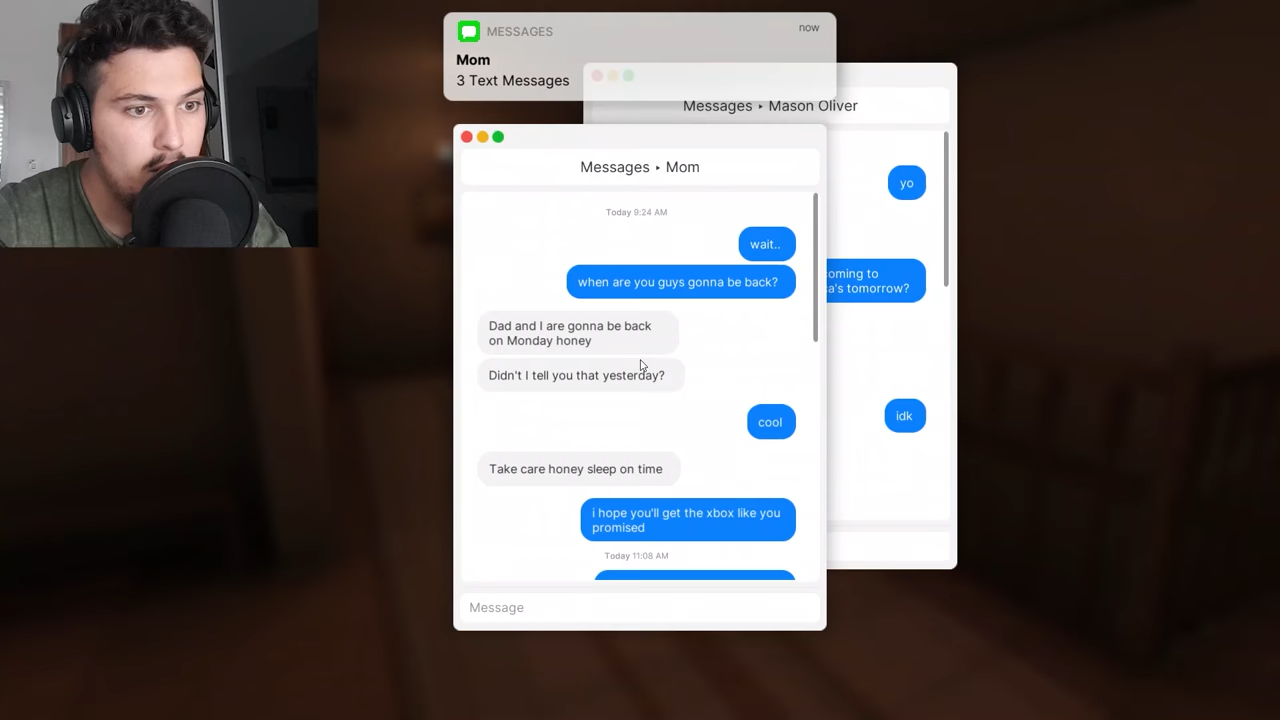 MESSAGES
now
Mom
3 Text Messages
Messages ‣ Mason Oliver
yo
coming to
a's tomorrow?
idk
Messages ‣ Mom
Today 9:24 AM
wait..
when are you guys gonna be back?
Dad and I are gonna be back
on Monday honey
Didn't I tell you that yesterday?
cool
Take care honey sleep on time
i hope you'll get the xbox like you
promised
Today 11:08 AM
Message